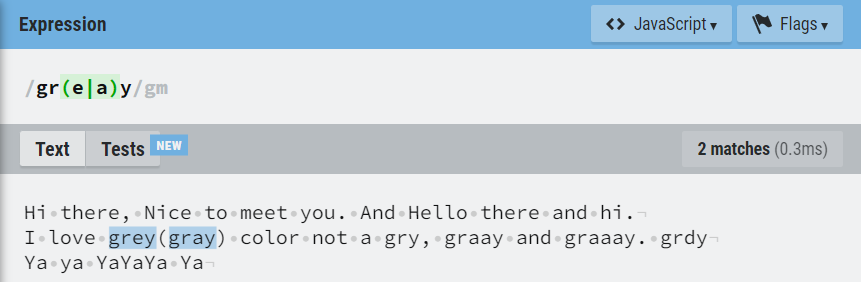 Expression
<> JavaScript ▾
Flags ▾
/gr(e|a)y/gm
Text
Tests
NEW
2 matches (0.3ms)
Hi there, Nice to meet you. And Hello there and hi.
I love grey(gray) color not a gry, graay and graaay. grdy
Ya ya YaYaYa Ya